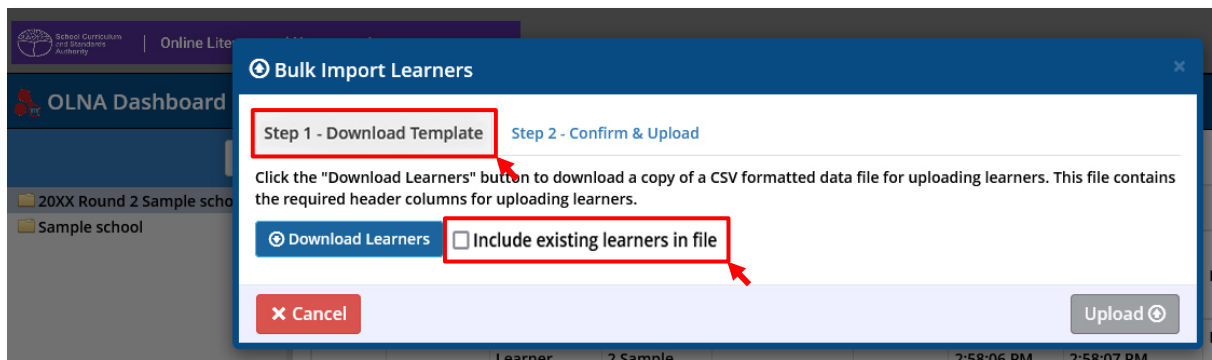 School Curriculum
and Standards
Authority
Online Lite
Bulk Import Learners
×
OLNA Dashboard
Step 1 - Download Template
Step 2 - Confirm & Upload
Click the "Download Learners" button to download a copy of a CSV formatted data file for uploading learners. This file contains
the required header columns for uploading learners.
20XX Round 2 Sample scho
Sample school
Download Learners
Include existing learners in file
Cancel
Upload
Learner 2 Sample 2:58:06 PM 2:58:07 PM